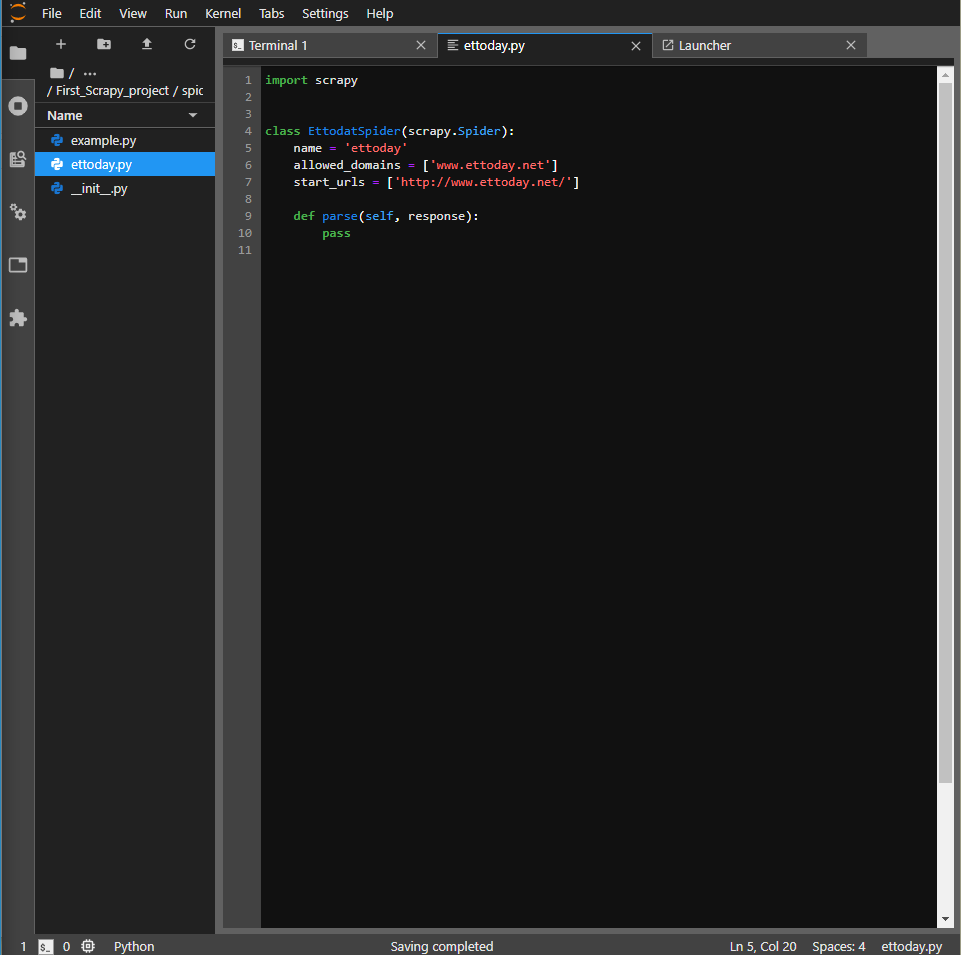 File Edit View Run Kernel Tabs Settings Help
/ ...
/ First_Scrapy_project / spic
Name
example.py
ettoday.py
__init__.py
Terminal 1 ettoday.py Launcher
1 import scrapy
2
3
4 class EttodatSpider(scrapy.Spider):
5     name = 'ettoday'
6     allowed_domains = ['www.ettoday.net']
7     start_urls = ['http://www.ettoday.net/']
8
9     def parse(self, response):
10         pass
11
1 $_ 0 Python Saving completed Ln 5, Col 20 Spaces: 4 ettoday.py